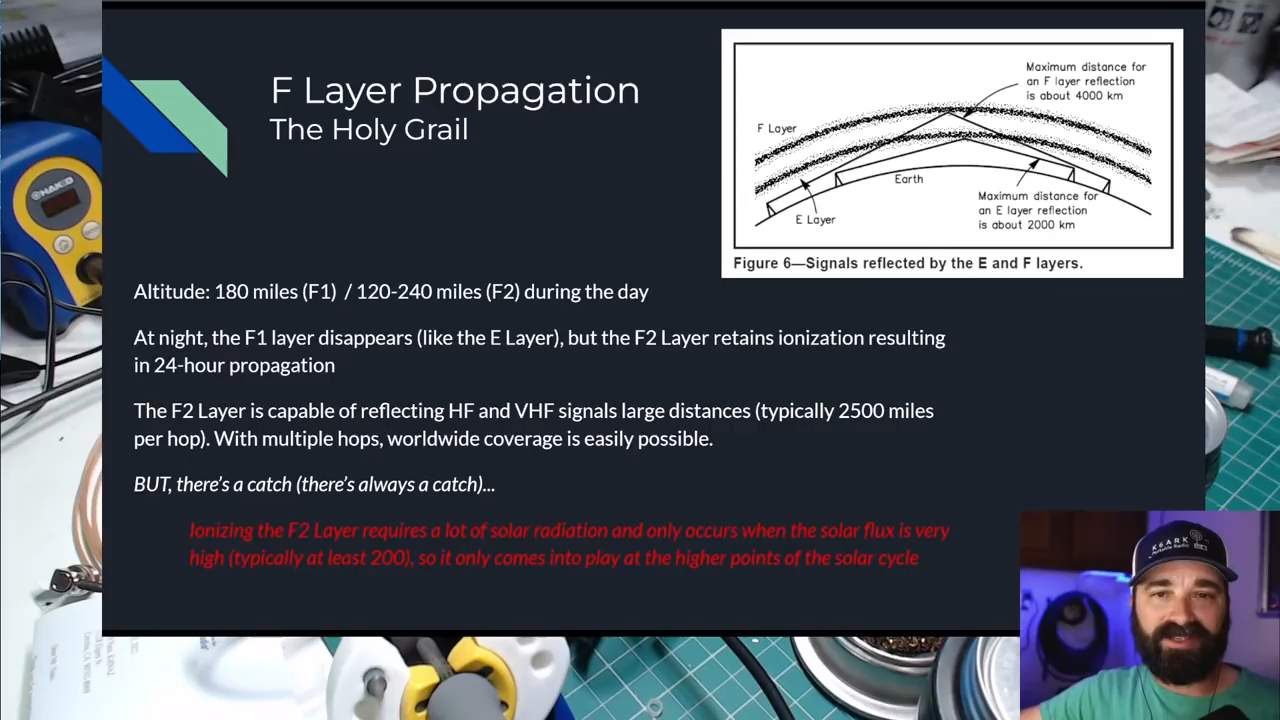 F Layer Propagation
The Holy Grail
Maximum distance for
an F layer reflection
is about 4000 km
F Layer
Earth
E Layer
Maximum distance for
an E layer reflection
is about 2000 km
Figure 6—Signals reflected by the E and F layers.
Altitude: 180 miles (F1) / 120-240 miles (F2) during the day
At night, the F1 layer disappears (like the E Layer), but the F2 Layer retains ionization resulting
in 24-hour propagation
The F2 Layer is capable of reflecting HF and VHF signals large distances (typically 2500 miles
per hop). With multiple hops, worldwide coverage is easily possible.
BUT, there's a catch (there's always a catch)...
Ionizing the F2 Layer requires a lot of solar radiation and only occurs when the solar flux is very
high (typically at least 200), so it only comes into play at the higher points of the solar cycle
HAKKO
K6ARK
Portable Radio